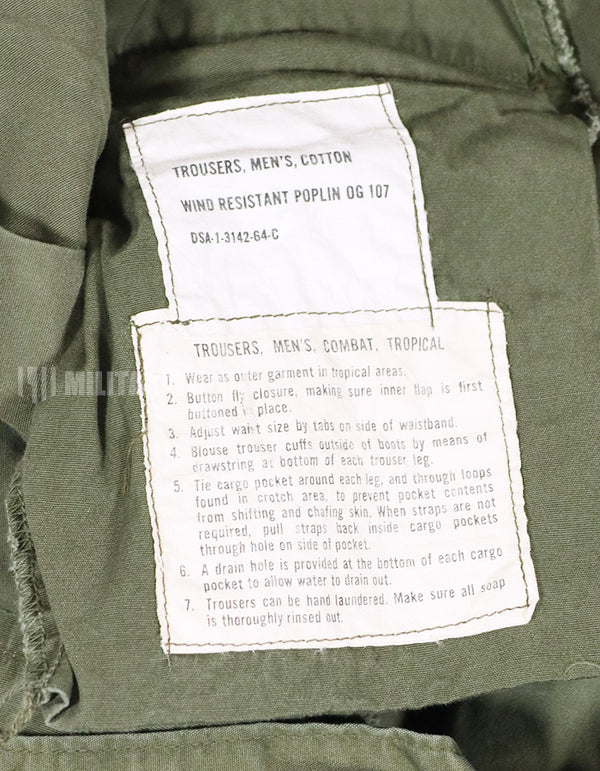 TROUSERS, MEN'S, COTTON
WIND RESISTANT POPLIN OG 107
DSA-1-3142-64-C
TROUSERS, MEN'S, COMBAT, TROPICAL
1. Wear as outer garment in tropical areas.
2. Button fly closure, making sure inner flap is first
buttoned in place.
3. Adjust waist size by tabs on side of waistband.
4. Blouse trouser cuffs outside of boots by means of
drawstring at bottom of each trouser leg.
5. Tie cargo pocket around each leg, and through loops
found in crotch area, to prevent pocket contents
from shifting and chafing skin. When straps are not
required, pull straps back inside cargo pockets
through hole on side of pocket.
6. A drain hole is provided at the bottom of each cargo
pocket to allow water to drain out.
7. Trousers can be hand laundered. Make sure all soap
is thoroughly rinsed out.